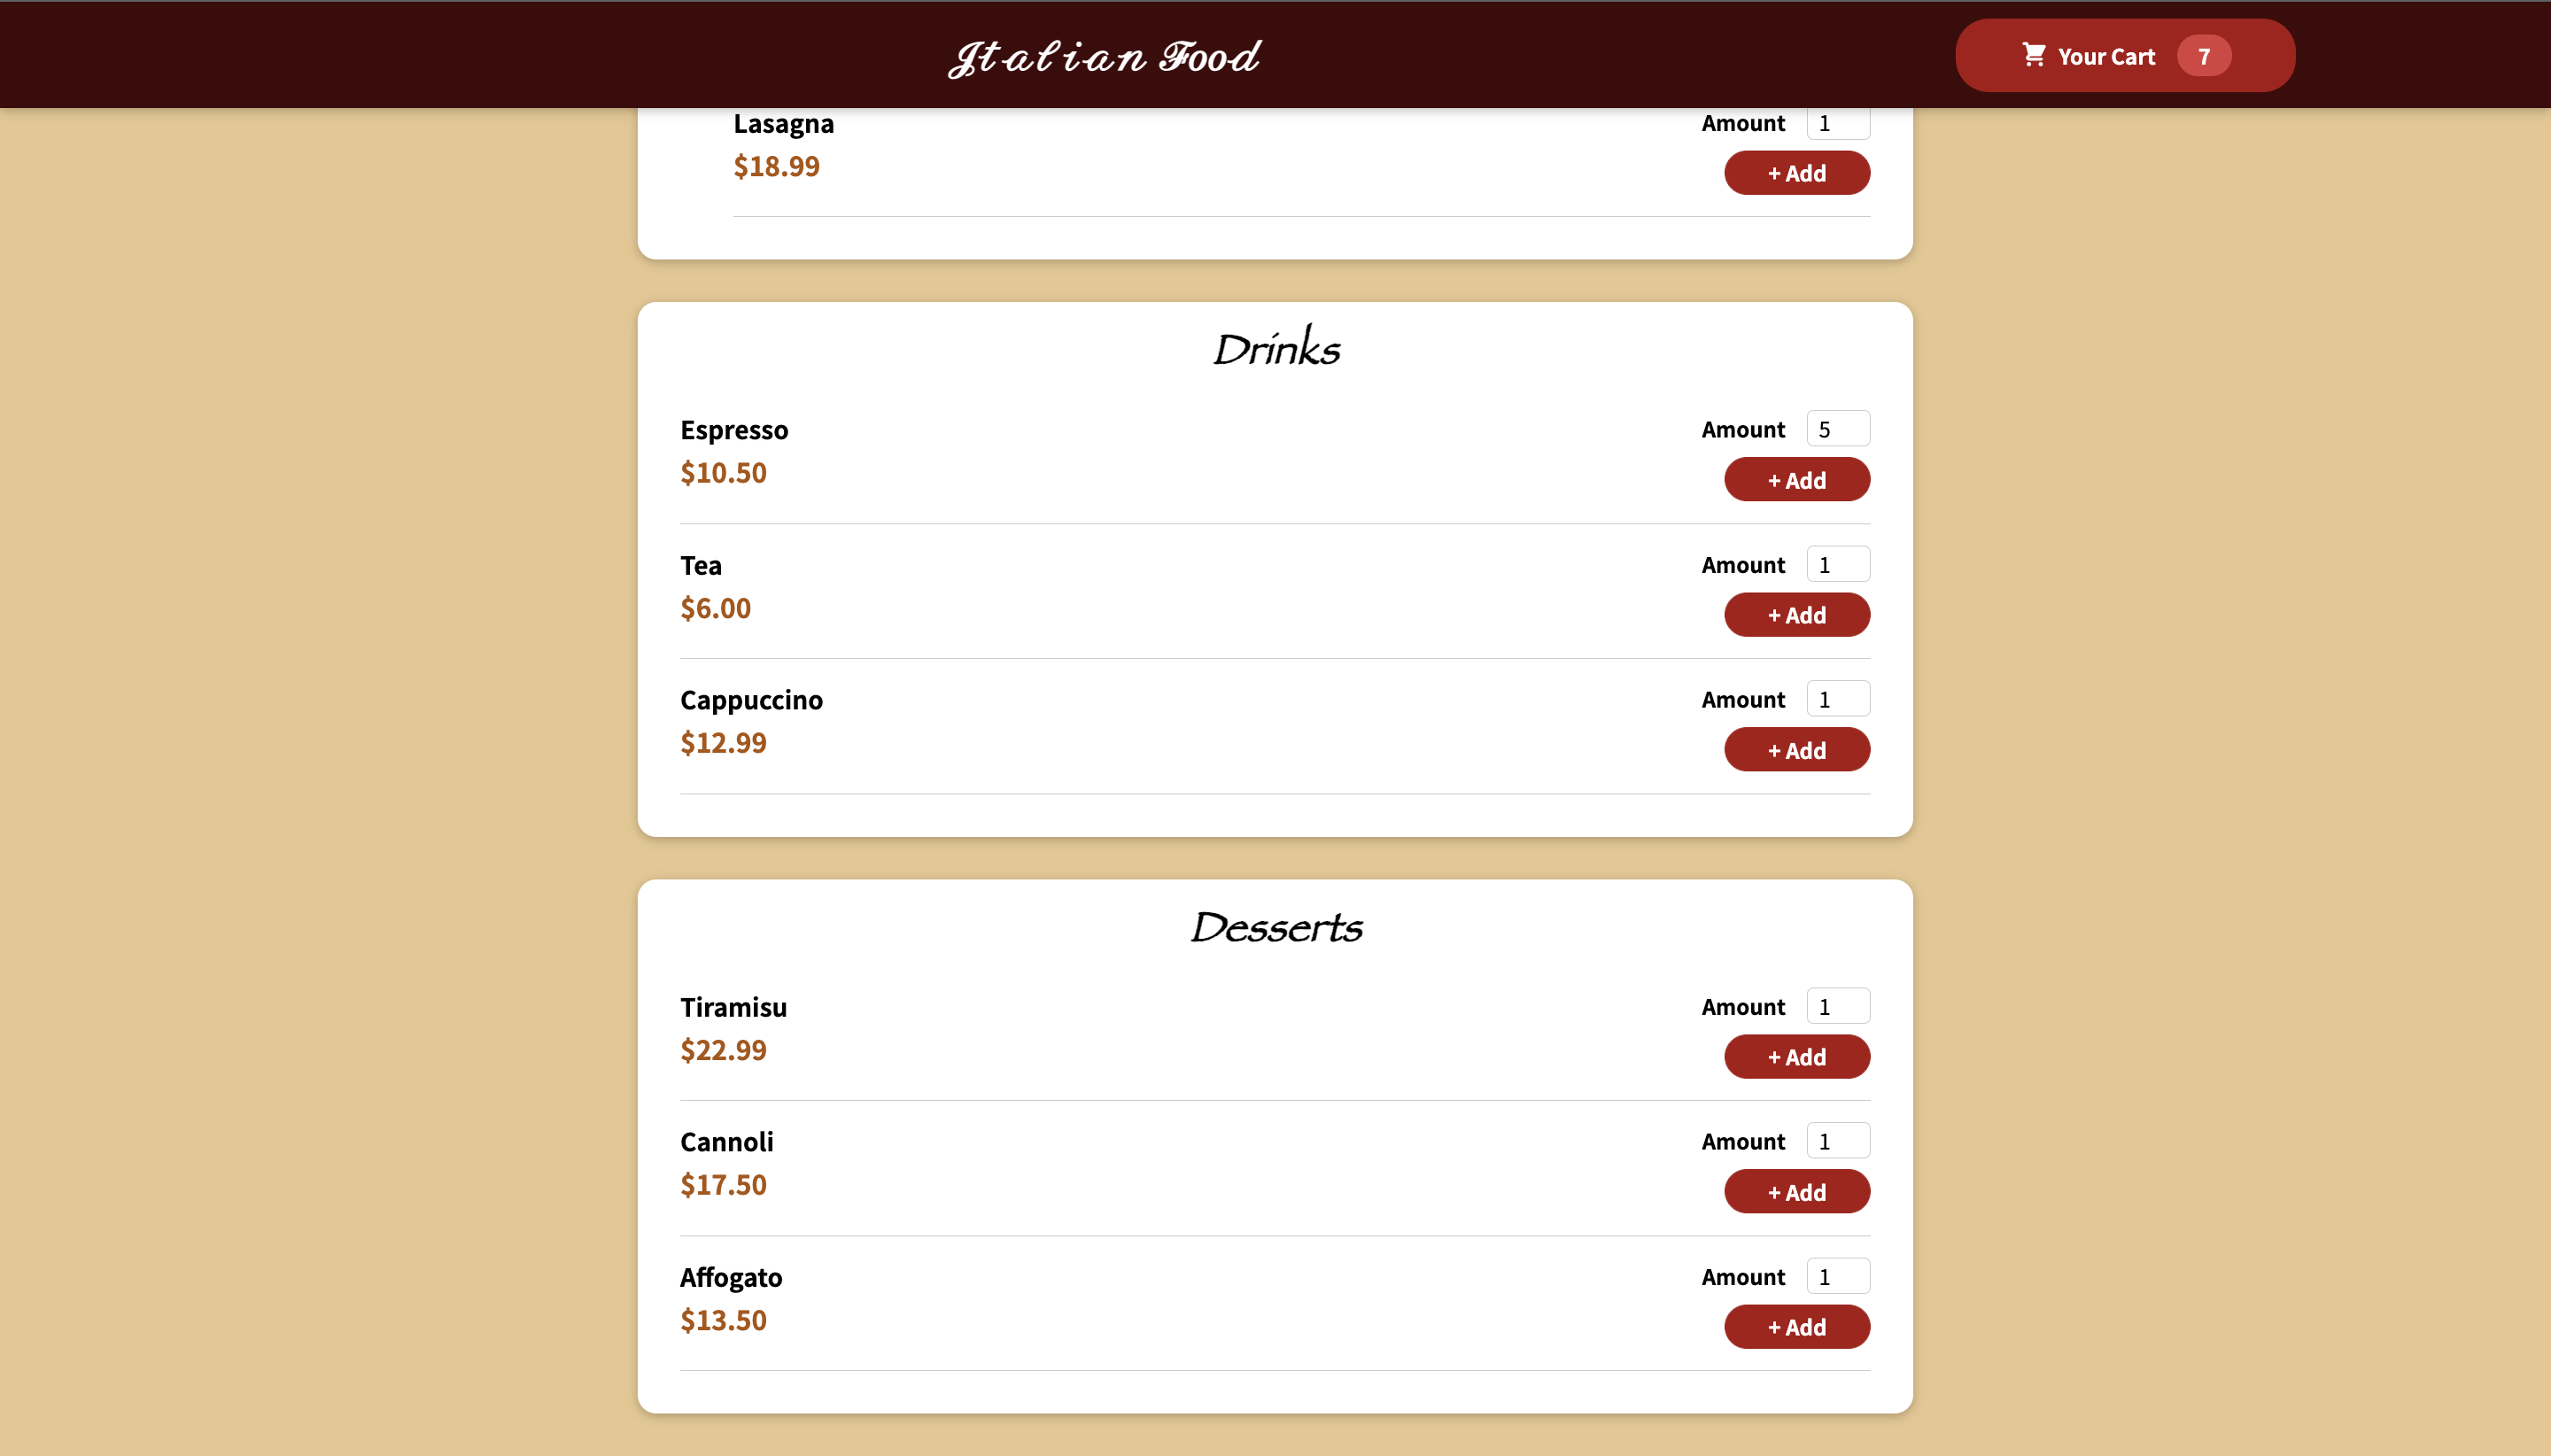 Italian Food
Your Cart 7
Lasagna Amount 1
$18.99 + Add
Drinks
Espresso Amount 5
$10.50 + Add
Tea Amount 1
$6.00 + Add
Cappuccino Amount 1
$12.99 + Add
Desserts
Tiramisu Amount 1
$22.99 + Add
Cannoli Amount 1
$17.50 + Add
Affogato Amount 1
$13.50 + Add